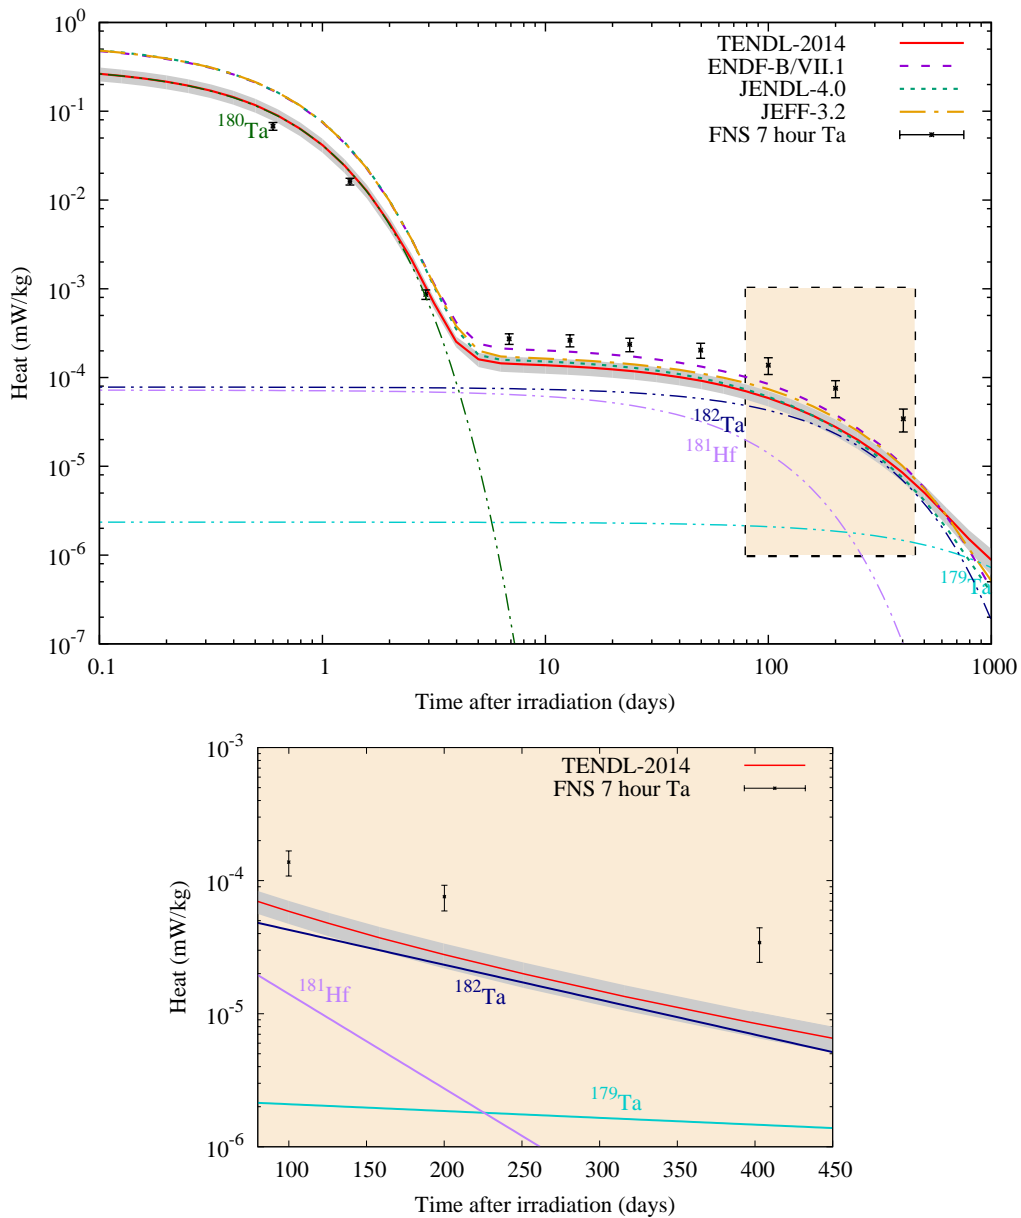 10^0
10^-1
10^-2
10^-3
10^-4
10^-5
10^-6
10^-7
Heat (mW/kg)
TENDL-2014
ENDF-B/VII.1
JENDL-4.0
JEFF-3.2
FNS 7 hour Ta
^180Ta
^182Ta
^181Hf
^179Ta
0.1 1 10 100 1000
Time after irradiation (days)
10^-3
10^-4
10^-5
10^-6
Heat (mW/kg)
TENDL-2014
FNS 7 hour Ta
^181Hf
^182Ta
^179Ta
100 150 200 250 300 350 400 450
Time after irradiation (days)